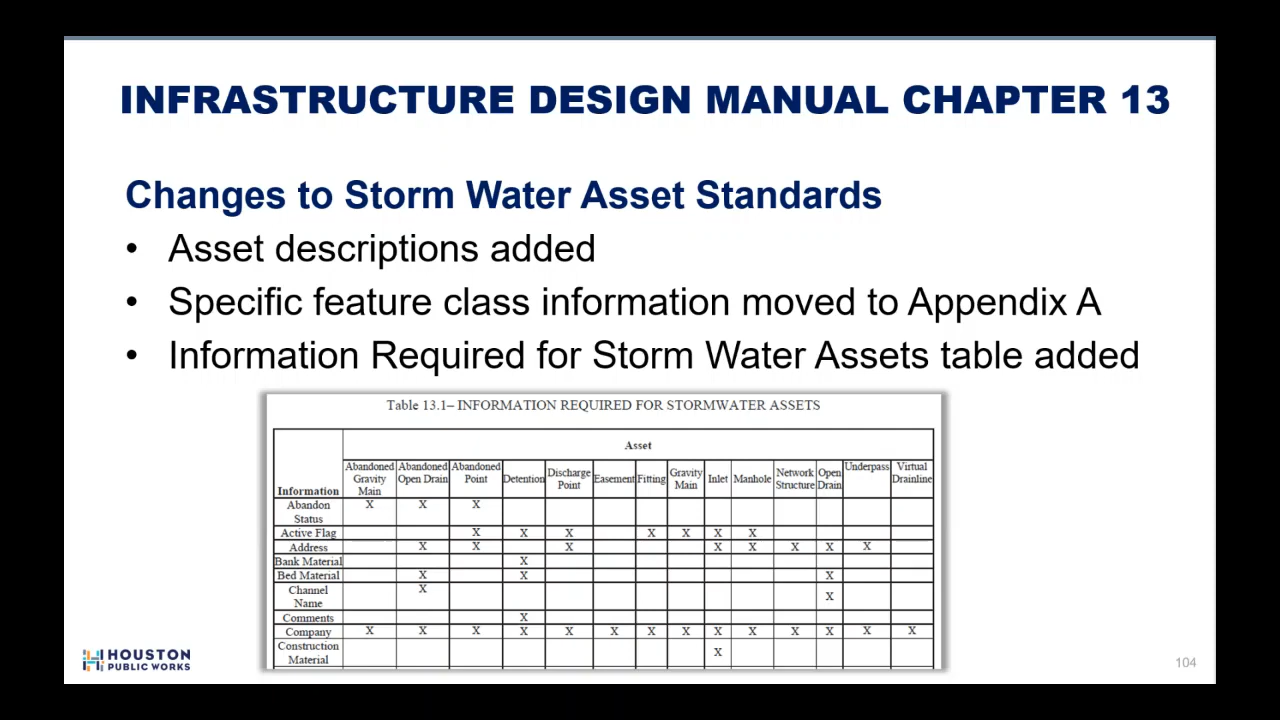 INFRASTRUCTURE DESIGN MANUAL CHAPTER 13
Changes to Storm Water Asset Standards
• Asset descriptions added
• Specific feature class information moved to Appendix A
• Information Required for Storm Water Assets table added
Table 13.1– INFORMATION REQUIRED FOR STORMWATER ASSETS
Asset
Information Abandoned Gravity Main Abandoned Open Drain Abandoned Point Detention Discharge Point Easement Fitting Gravity Main Inlet Manhole Network Structure Open Drain Underpass Virtual Drainline
Abandon Status X X X
Active Flag X X X X X X X
Address X X X X X X X X
Bank Material X
Bed Material X X X
Channel Name X X
Comments X
Company X X X X X X X X X X X X X X
Construction Material X
HOUSTON
PUBLIC WORKS
104